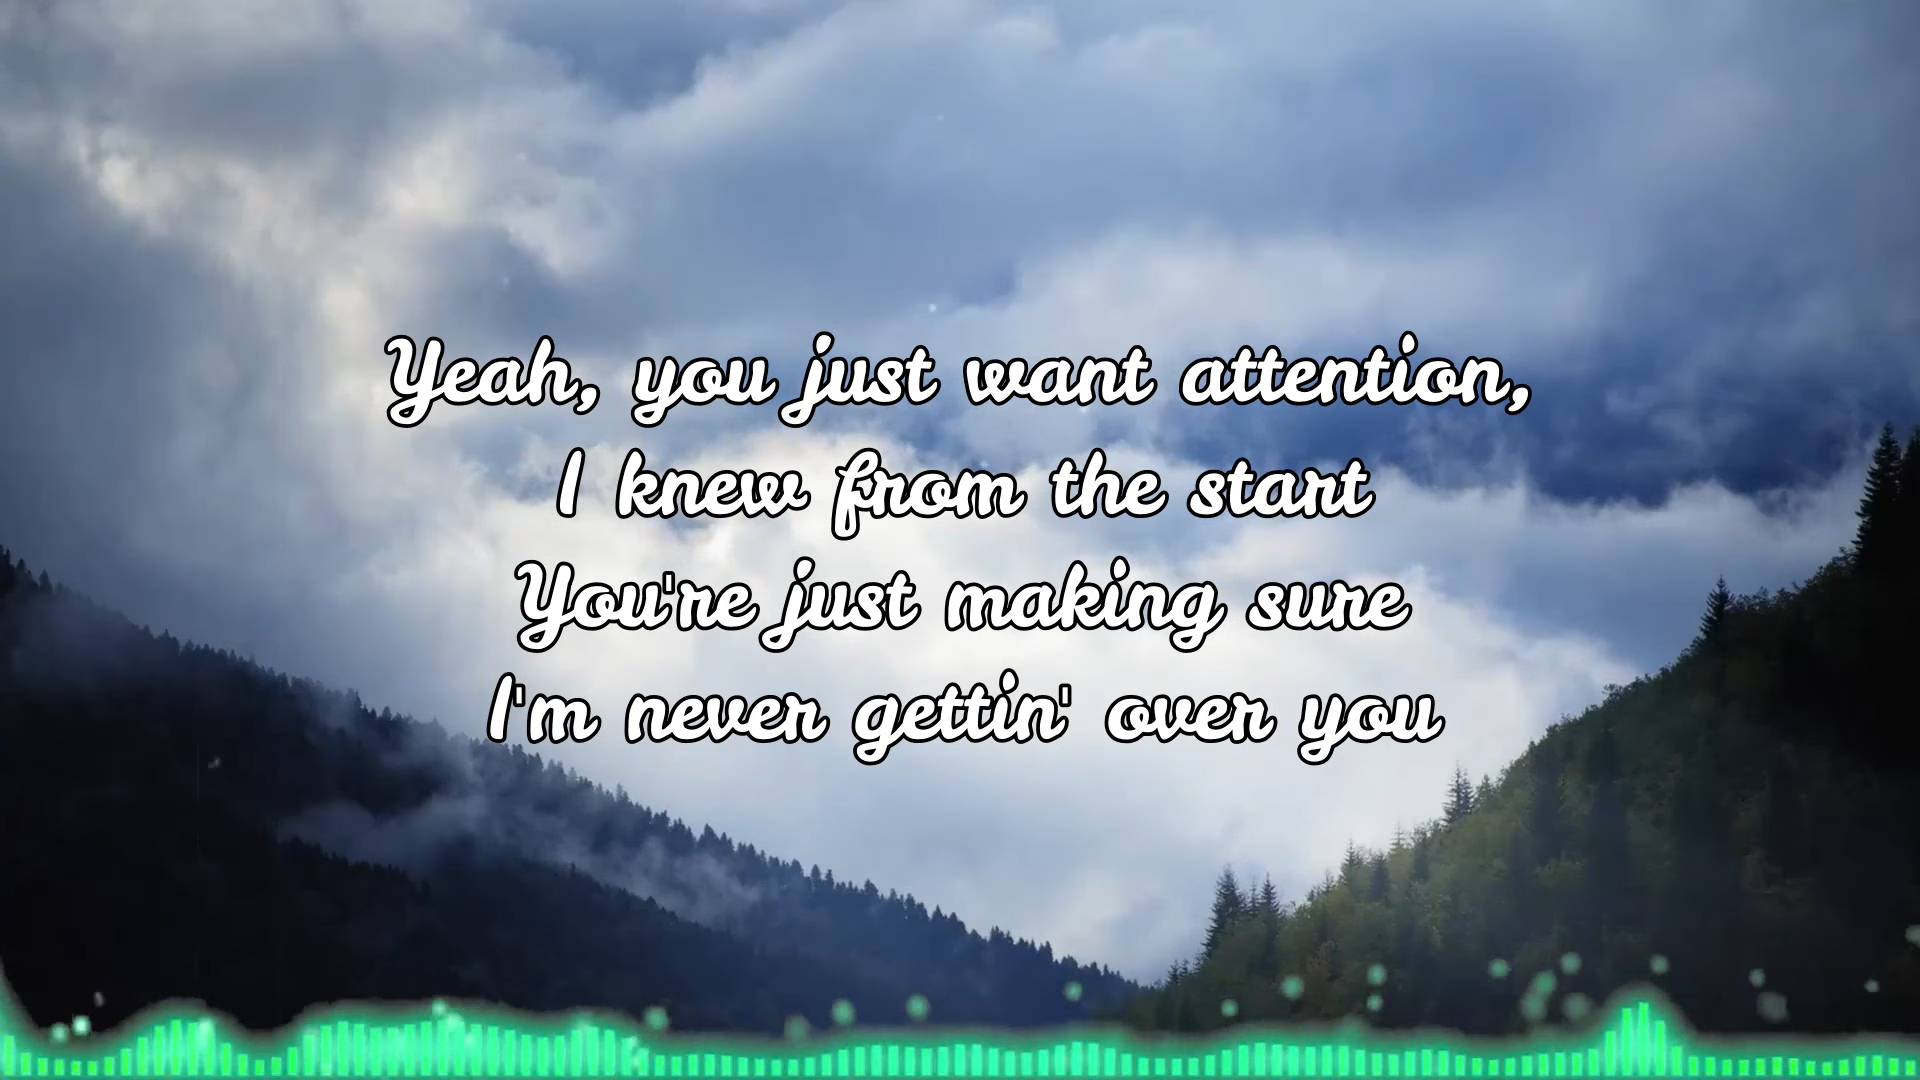 Yeah, you just want attention,
I knew from the start
You're just making sure
I'm never gettin' over you